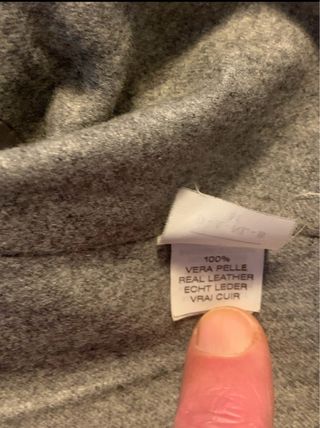 100%
VERA PELLE
REAL LEATHER
ECHT LEDER
VRAI CUIR